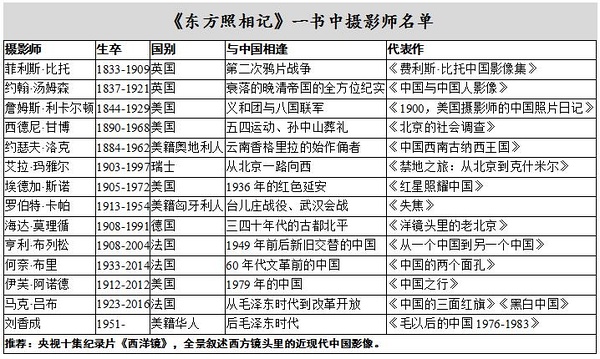 《东方照相记》一书中摄影师名单
摄影师 生卒 国别 与中国相逢 代表作
菲利斯·比托 1833-1909 英国 第二次鸦片战争 《费利斯·比托中国影像集》
约翰·汤姆森 1837-1921 英国 衰落的晚清帝国的全方位纪实 《中国与中国人影像》
詹姆斯·利卡尔顿 1844-1929 美国 义和团与八国联军 《1900，美国摄影师的中国照片日记》
西德尼·甘博 1890-1968 美国 五四运动、孙中山葬礼 《北京的社会调查》
约瑟夫·洛克 1884-1962 美籍奥地利人 云南香格里拉的始作俑者 《中国西南古纳西王国》
艾拉·玛雅尔 1903-1997 瑞士 从北京一路向西 《禁地之旅：从北京到克什米尔》
埃德加·斯诺 1905-1972 美国 1936 年的红色延安 《红星照耀中国》
罗伯特·卡帕 1913-1954 美籍匈牙利人 台儿庄战役、武汉会战 《失焦》
海达·莫理循 1908-1991 德国 三四十年代的古都北平 《洋镜头里的老北京》
亨利·布列松 1908-2004 法国 1949 年前后新旧交替的中国 《从一个中国到另一个中国》
何奈·布里 1933-2014 法国 60 年代文革前的中国 《中国的两个面孔》
伊芙·阿诺德 1912-2012 美国 1979 年的中国 《中国之行》
马克·吕布 1923-2016 法国 从毛泽东时代到改革开放 《中国的三面红旗》《黑白中国》
刘香成 1951- 美籍华人 后毛泽东时代 《毛以后的中国 1976-1983》
推荐：央视十集纪录片《西洋镜》，全景叙述西方镜头里的近现代中国影像。